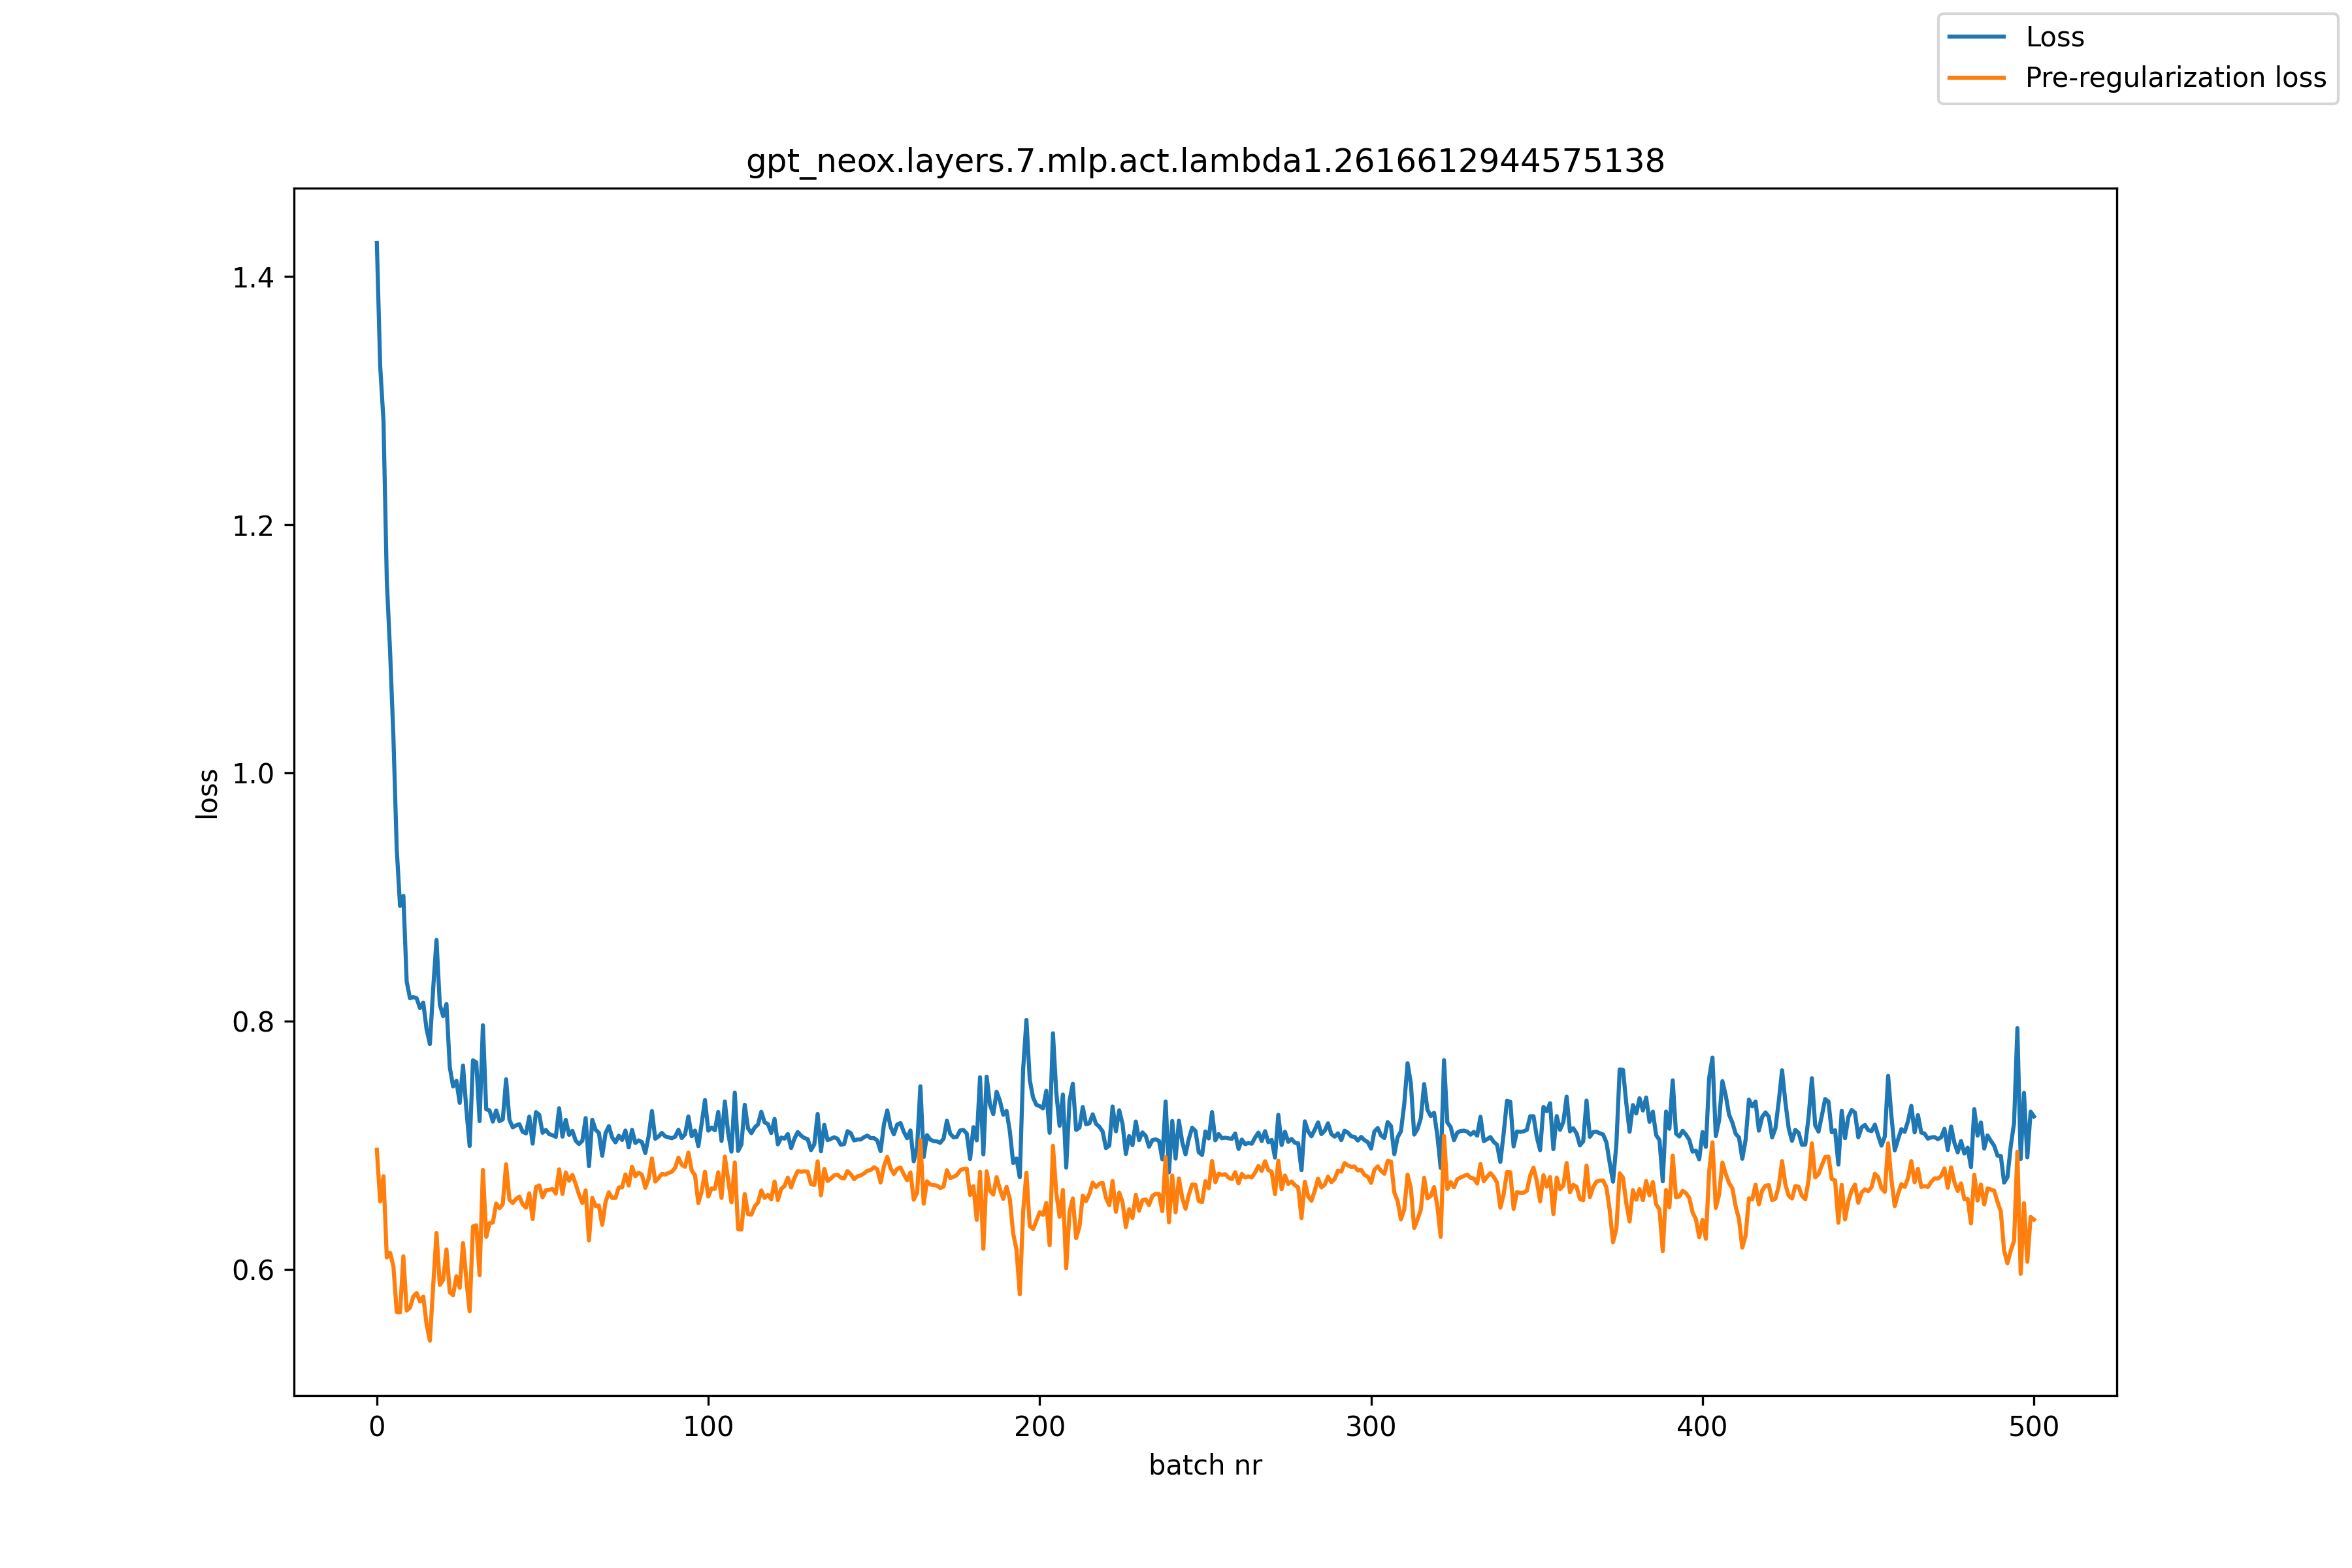 Loss
Pre-regularization loss
gpt_neox.layers.7.mlp.act.lambda1.2616612944575138
1.4
1.2
1.0
0.8
0.6
loss
0 100 200 300 400 500
batch nr